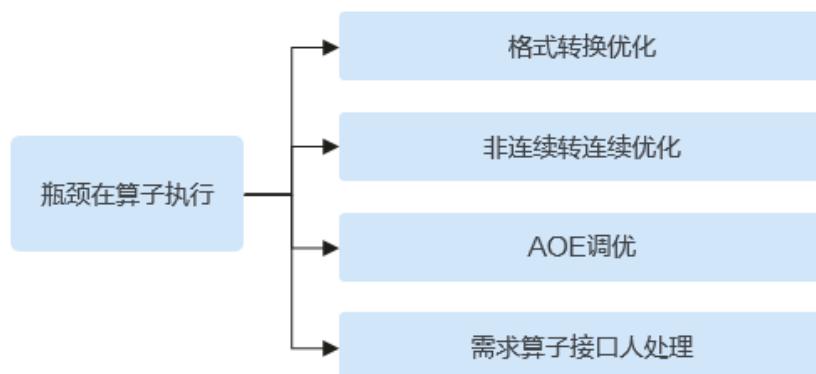 格式转换优化
非连续转连续优化
瓶颈在算子执行
AOE调优
需求算子接口人处理